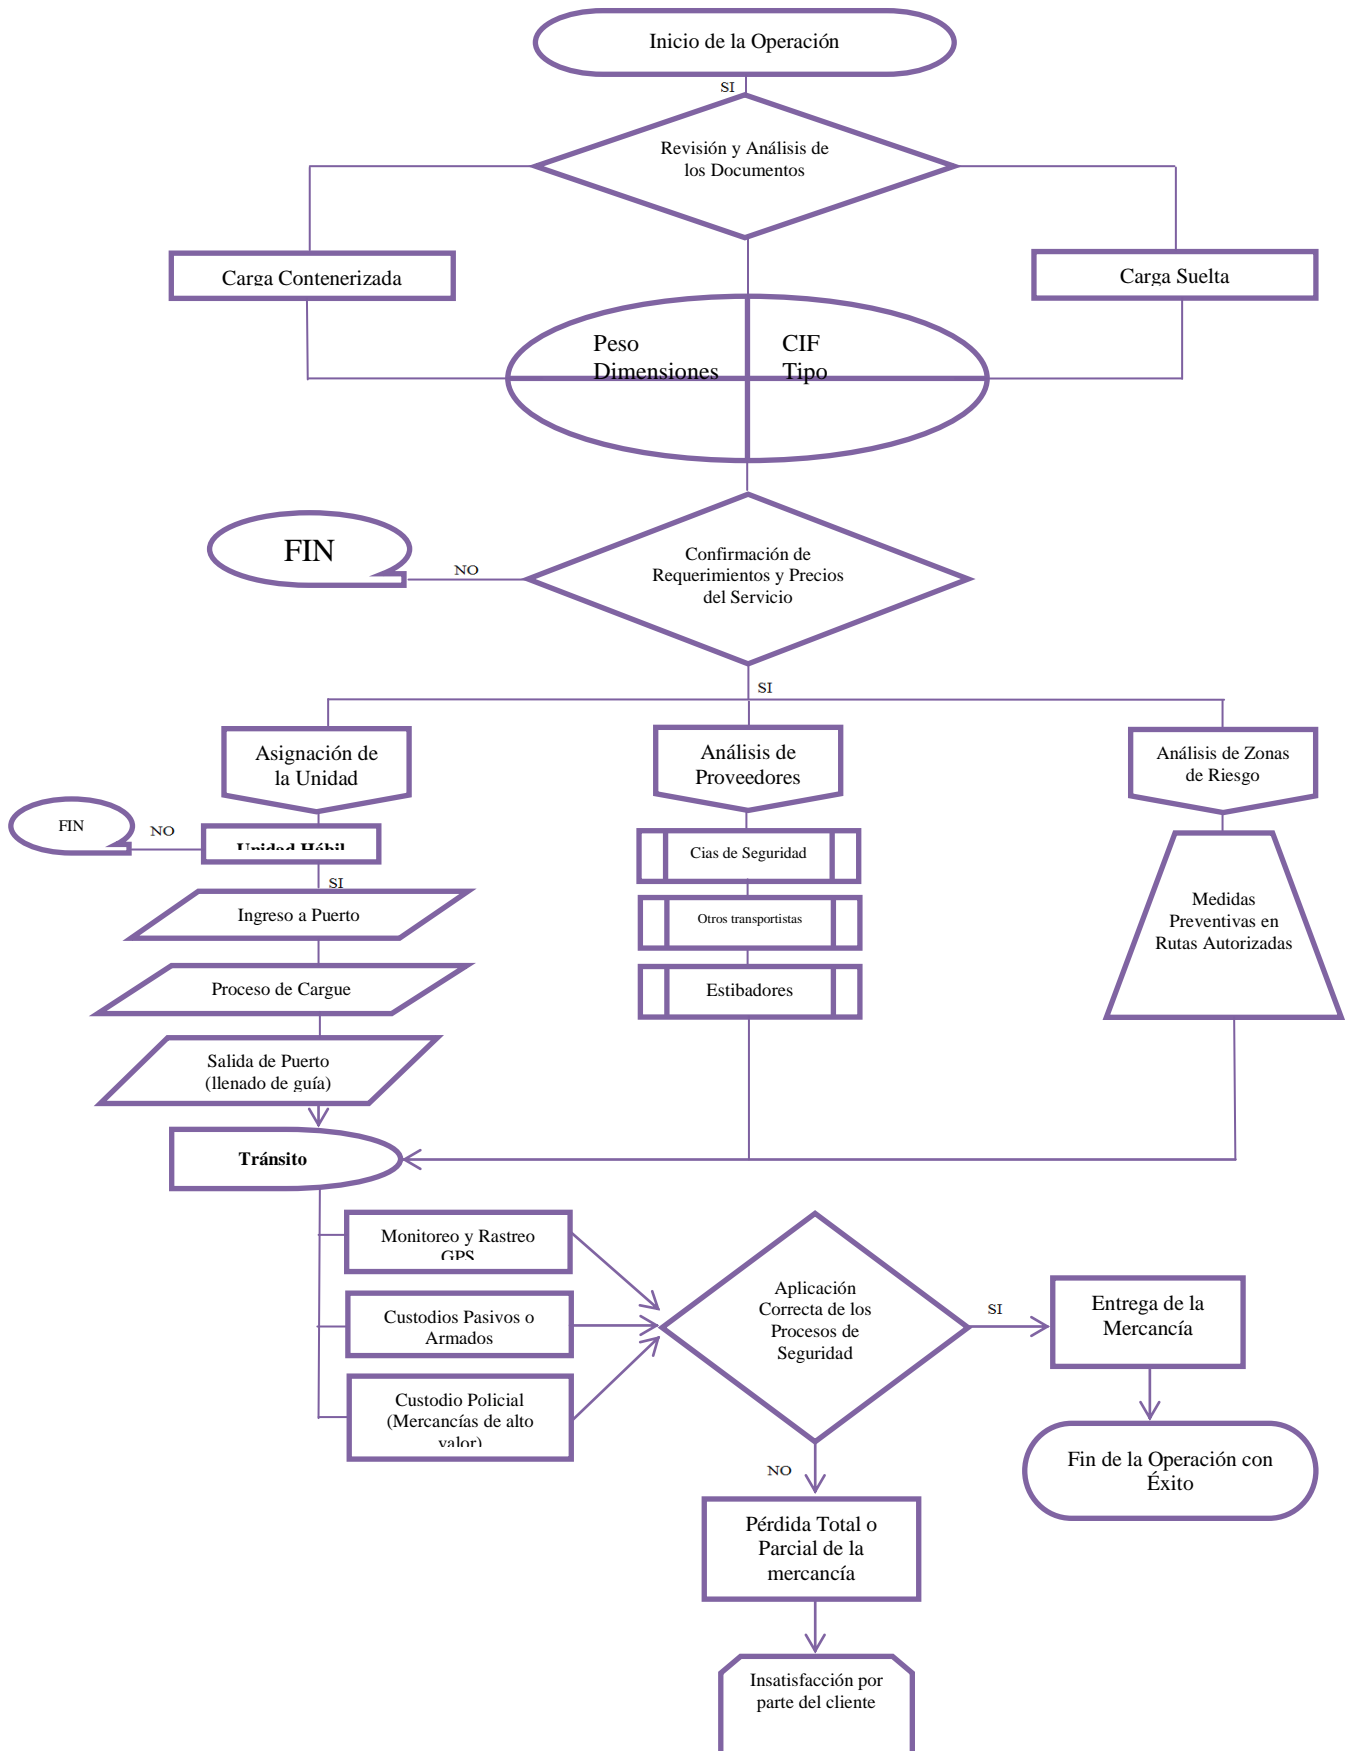 Inicio de la Operación
SI
Revisión y Análisis de
los Documentos
Carga Contenerizada
Carga Suelta
Peso
Dimensiones
CIF
Tipo
FIN
NO
Confirmación de
Requerimientos y Precios
del Servicio
SI
Asignación de
la Unidad
Análisis de
Proveedores
Análisis de Zonas
de Riesgo
FIN
NO
Unidad Hábil
SI
Cias de Seguridad
Ingreso a Puerto
Otros transportistas
Medidas
Preventivas en
Rutas Autorizadas
Proceso de Cargue
Estibadores
Salida de Puerto
(llenado de guía)
Tránsito
Monitoreo y Rastreo
GPS
Custodios Pasivos o
Armados
Custodio Policial
(Mercancías de alto
valor)
Aplicación
Correcta de los
Procesos de
Seguridad
SI
Entrega de la
Mercancía
Fin de la Operación con
Éxito
NO
Pérdida Total o
Parcial de la
mercancía
Insatisfacción por
parte del cliente